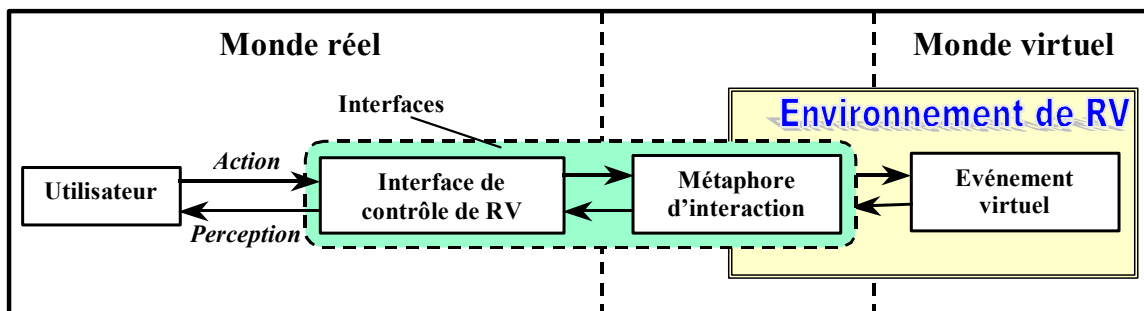 Monde réel
Monde virtuel
Interfaces
Environnement de RV
Action
Utilisateur
Perception
Interface de
contrôle de RV
Métaphore
d'interaction
Evénement
virtuel